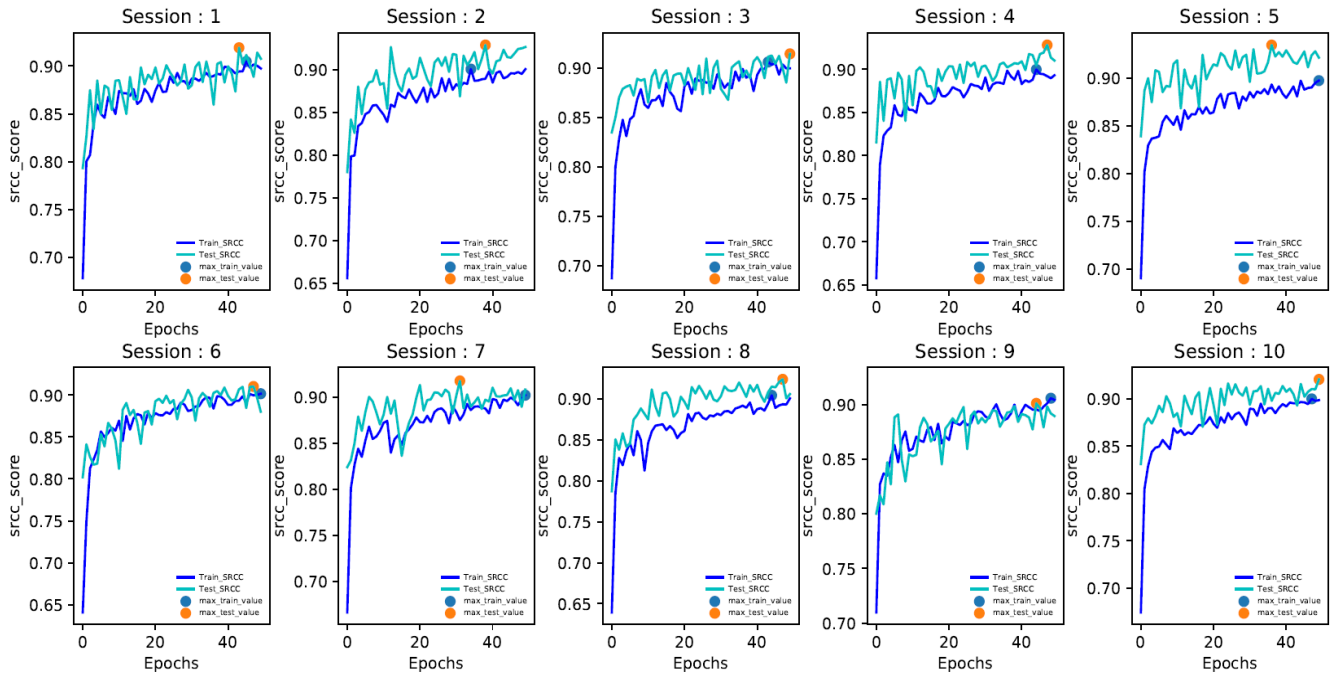 Session : 1
srcc_score
0.90
0.85
0.80
0.75
0.70
Train_SRCC
Test_SRCC
max_train_value
max_test_value
0 20 40
Epochs
Session : 2
srcc_score
0.90
0.85
0.80
0.75
0.70
0.65
Train_SRCC
Test_SRCC
max_train_value
max_test_value
0 20 40
Epochs
Session : 3
srcc_score
0.90
0.85
0.80
0.75
0.70
Train_SRCC
Test_SRCC
max_train_value
max_test_value
0 20 40
Epochs
Session : 4
srcc_score
0.90
0.85
0.80
0.75
0.70
0.65
Train_SRCC
Test_SRCC
max_train_value
max_test_value
0 20 40
Epochs
Session : 5
srcc_score
0.90
0.85
0.80
0.75
0.70
Train_SRCC
Test_SRCC
max_train_value
max_test_value
0 20 40
Epochs
Session : 6
srcc_score
0.90
0.85
0.80
0.75
0.70
0.65
Train_SRCC
Test_SRCC
max_train_value
max_test_value
0 20 40
Epochs
Session : 7
srcc_score
0.90
0.85
0.80
0.75
0.70
Train_SRCC
Test_SRCC
max_train_value
max_test_value
0 20 40
Epochs
Session : 8
srcc_score
0.90
0.85
0.80
0.75
0.70
0.65
Train_SRCC
Test_SRCC
max_train_value
max_test_value
0 20 40
Epochs
Session : 9
srcc_score
0.90
0.85
0.80
0.75
0.70
Train_SRCC
Test_SRCC
max_train_value
max_test_value
0 20 40
Epochs
Session : 10
srcc_score
0.90
0.85
0.80
0.75
0.70
Train_SRCC
Test_SRCC
max_train_value
max_test_value
0 20 40
Epochs